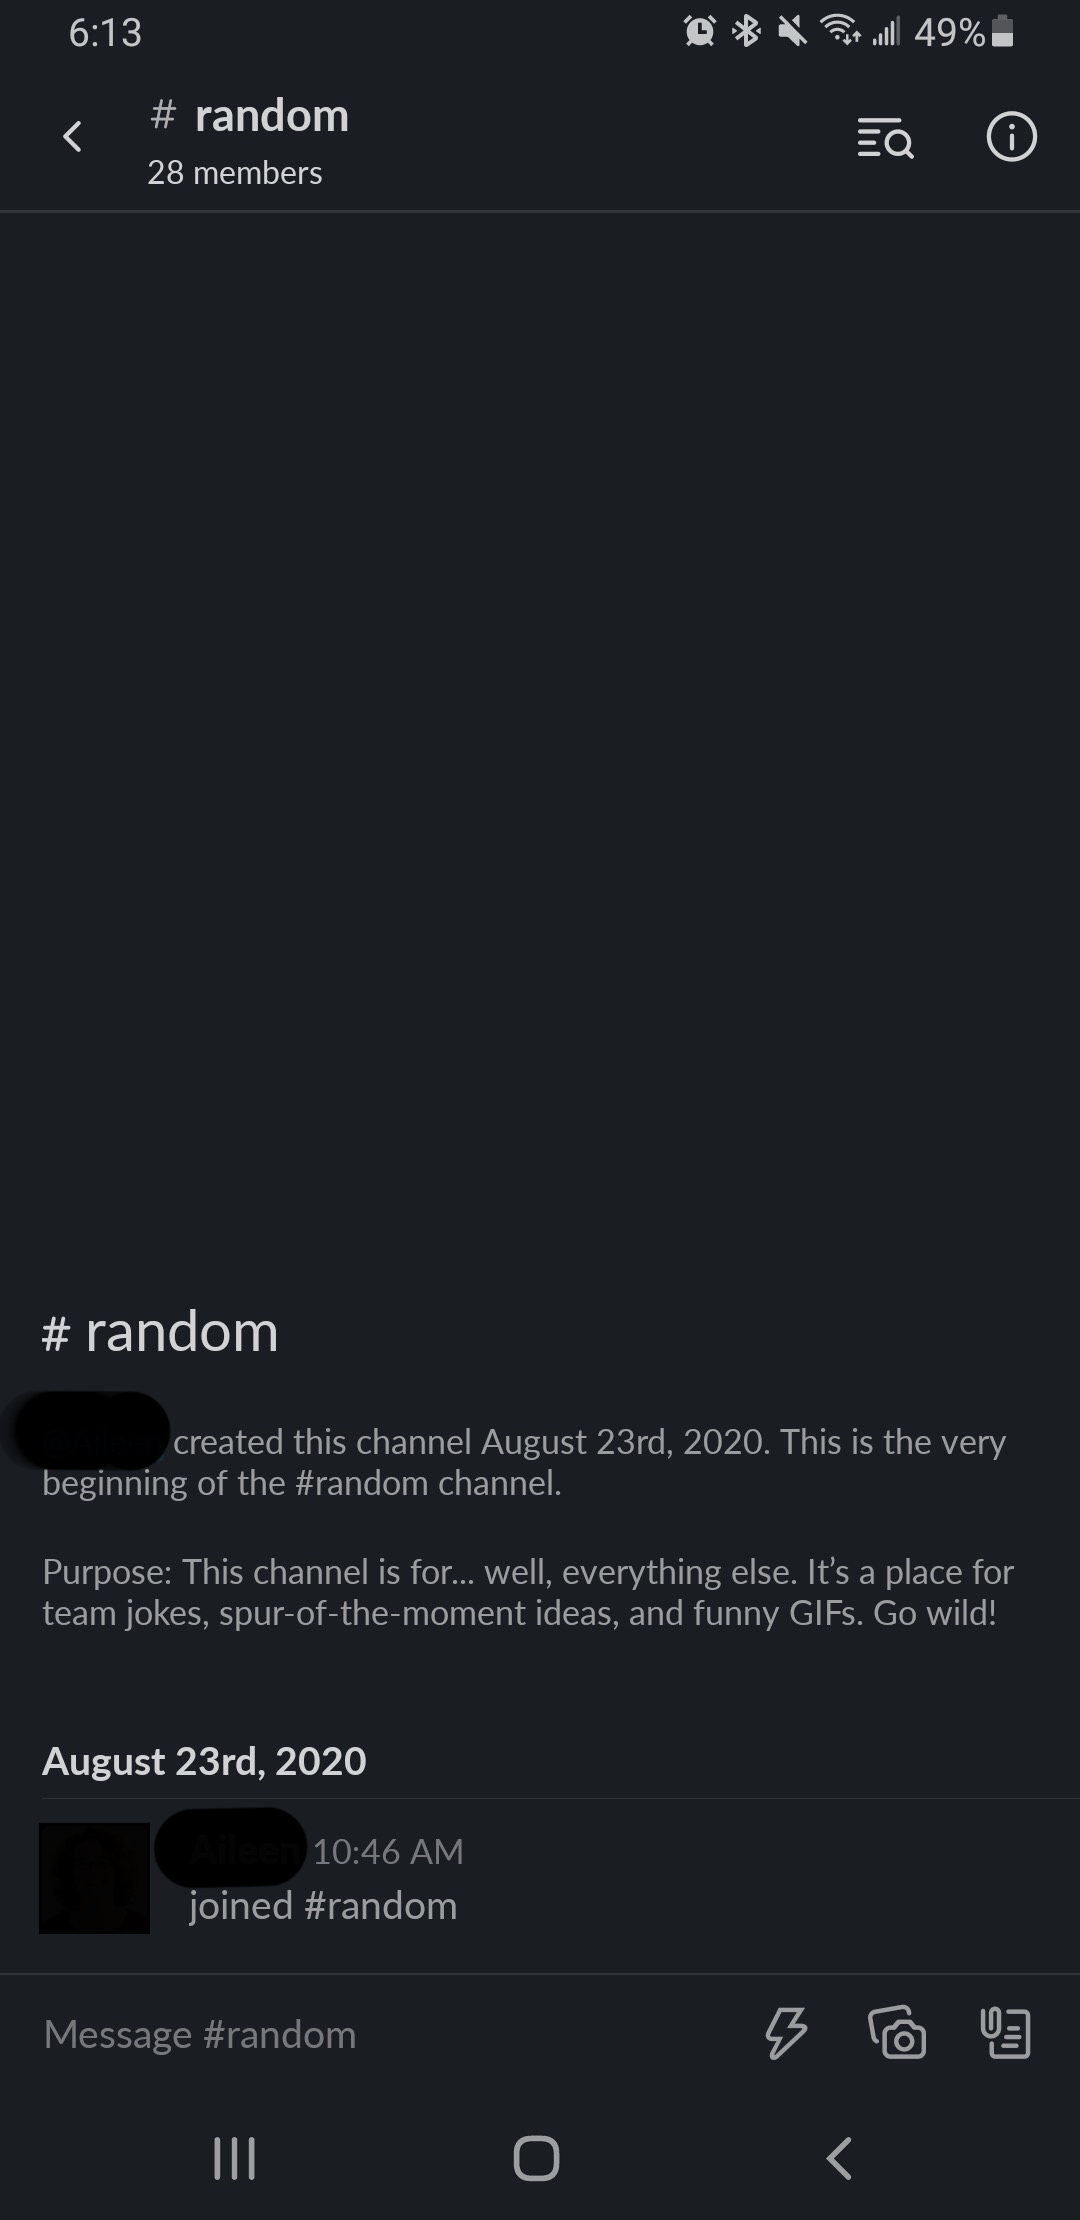 6:13 49%
# random
28 members
# random
created this channel August 23rd, 2020. This is the very
beginning of the #random channel.
Purpose: This channel is for... well, everything else. It’s a place for
team jokes, spur-of-the-moment ideas, and funny GIFs. Go wild!
August 23rd, 2020
10:46 AM
joined #random
Message #random